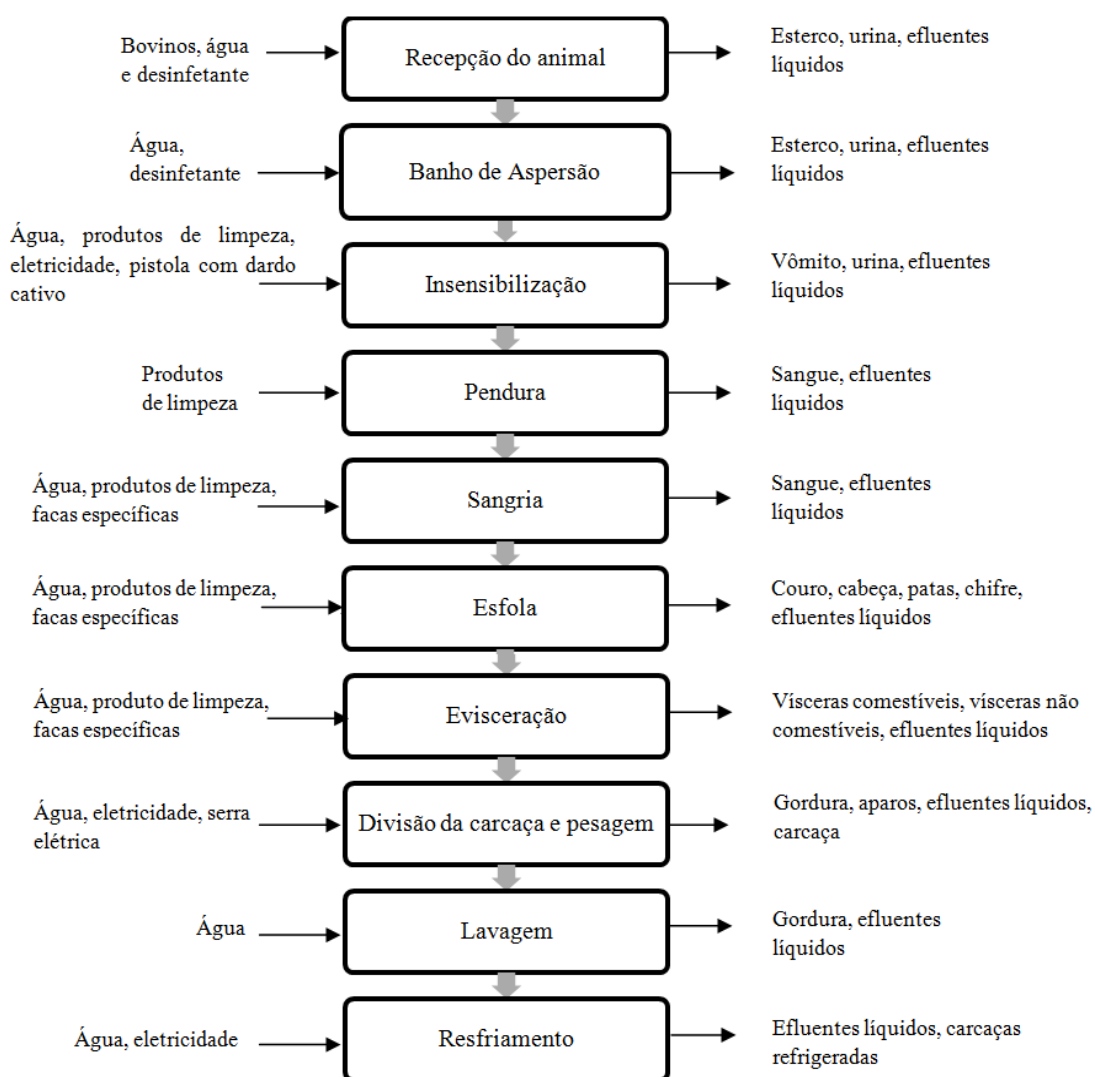 Bovinos, água
e desinfetante
Recepção do animal
Esterco, urina, efluentes
líquidos
Água,
desinfetante
Banho de Aspersão
Esterco, urina, efluentes
líquidos
Água, produtos de limpeza,
eletricidade, pistola com dardo
cativo
Insensibilização
Vômito, urina, efluentes
líquidos
Produtos
de limpeza
Pendura
Sangue, efluentes
líquidos
Água, produtos de limpeza,
facas específicas
Sangria
Sangue, efluentes
líquidos
Água, produtos de limpeza,
facas específicas
Esfola
Couro, cabeça, patas, chifre,
efluentes líquidos
Água, produto de limpeza,
facas específicas
Evisceração
Vísceras comestíveis, vísceras não
comestíveis, efluentes líquidos
Água, eletricidade, serra
elétrica
Divisão da carcaça e pesagem
Gordura, aparos, efluentes líquidos,
carcaça
Água
Lavagem
Gordura, efluentes
líquidos
Água, eletricidade
Resfriamento
Efluentes líquidos, carcaças
refrigeradas